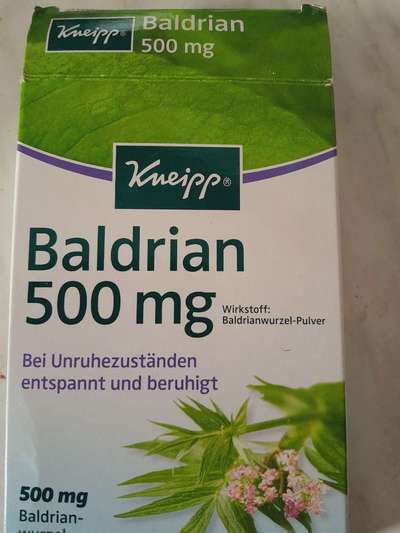 Kneipp® Baldrian
500 mg
Kneipp®
Baldrian
500 mg
Wirkstoff:
Baldrianwurzel-Pulver
Bei Unruhezuständen
entspannt und beruhigt
500 mg
Baldrian-
wurzel